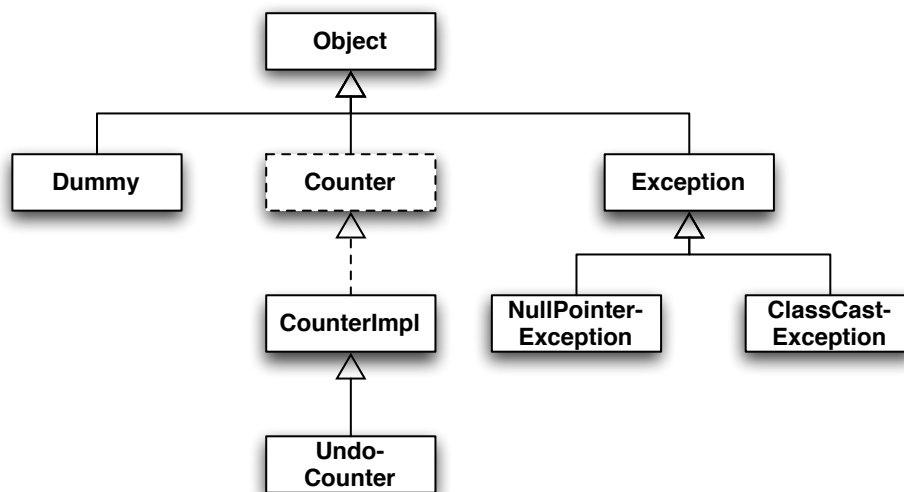 Object
Dummy
Counter
Exception
CounterImpl
NullPointer-
Exception
ClassCast-
Exception
Undo-
Counter